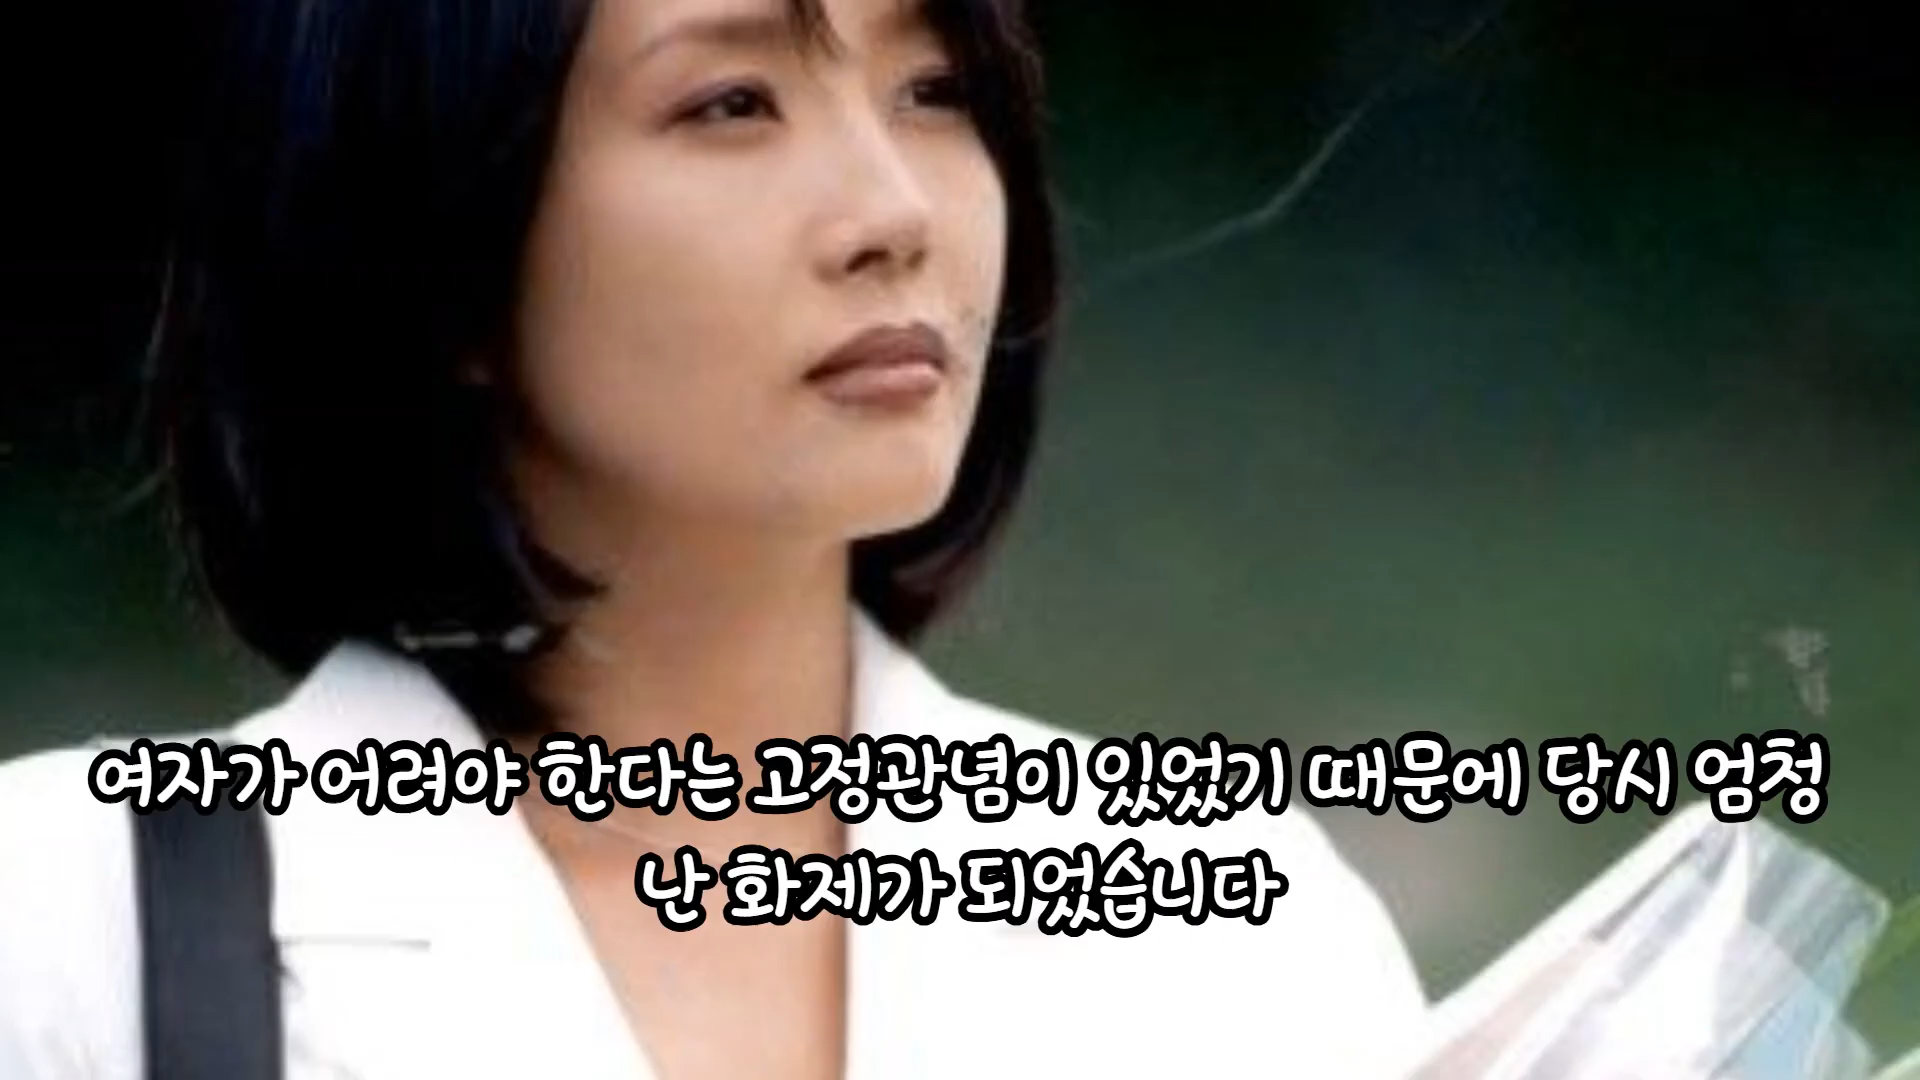 여자가 어려야 한다는 고정관념이 있었기 때문에 당시 엄청
난 화제가 되었습니다